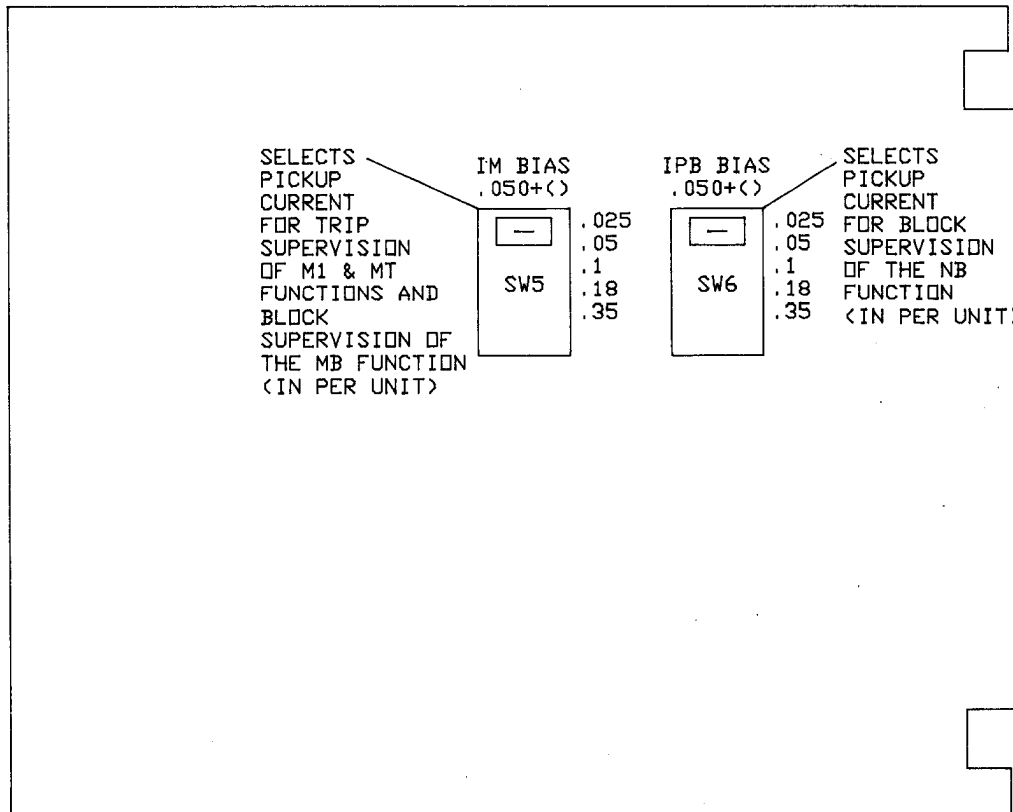 SELECTS
PICKUP
CURRENT
FOR TRIP
SUPERVISION
OF M1 & MT
FUNCTIONS AND
BLOCK
SUPERVISION OF
THE MB FUNCTION
(IN PER UNIT)
IM BIAS
.050+()
SW5
.025
.05
.1
.18
.35
IPB BIAS
.050+()
SW6
.025
.05
.1
.18
.35
SELECTS
PICKUP
CURRENT
FOR BLOCK
SUPERVISION
OF THE NB
FUNCTION
(IN PER UNIT)